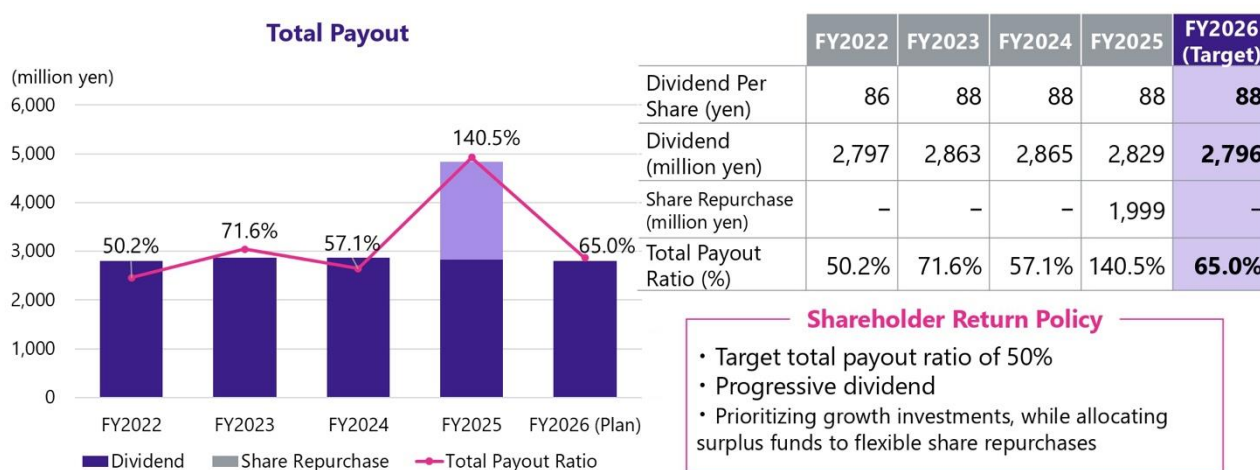 Total Payout
(million yen)
6,000
5,000
4,000
3,000
2,000
1,000
0
50.2%
71.6%
57.1%
140.5%
65.0%
FY2022 FY2023 FY2024 FY2025 FY2026 (Plan)
Dividend Share Repurchase Total Payout Ratio
FY2022 FY2023 FY2024 FY2025 FY2026
(Target)
Dividend Per
Share (yen) 86 88 88 88 88
Dividend
(million yen) 2,797 2,863 2,865 2,829 2,796
Share Repurchase
(million yen) – – – 1,999 –
Total Payout
Ratio (%) 50.2% 71.6% 57.1% 140.5% 65.0%
Shareholder Return Policy
・Target total payout ratio of 50%
・Progressive dividend
・Prioritizing growth investments, while allocating
surplus funds to flexible share repurchases